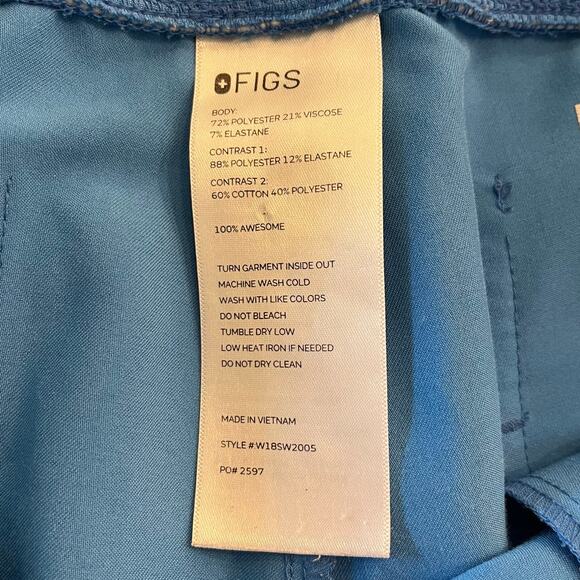 FIGS
BODY:
72% POLYESTER 21% VISCOSE
7% ELASTANE
CONTRAST 1:
88% POLYESTER 12% ELASTANE
CONTRAST 2:
60% COTTON 40% POLYESTER
100% AWESOME
TURN GARMENT INSIDE OUT
MACHINE WASH COLD
WASH WITH LIKE COLORS
DO NOT BLEACH
TUMBLE DRY LOW
LOW HEAT IRON IF NEEDED
DO NOT DRY CLEAN
MADE IN VIETNAM
STYLE #:W18SW2005
PO# 2597